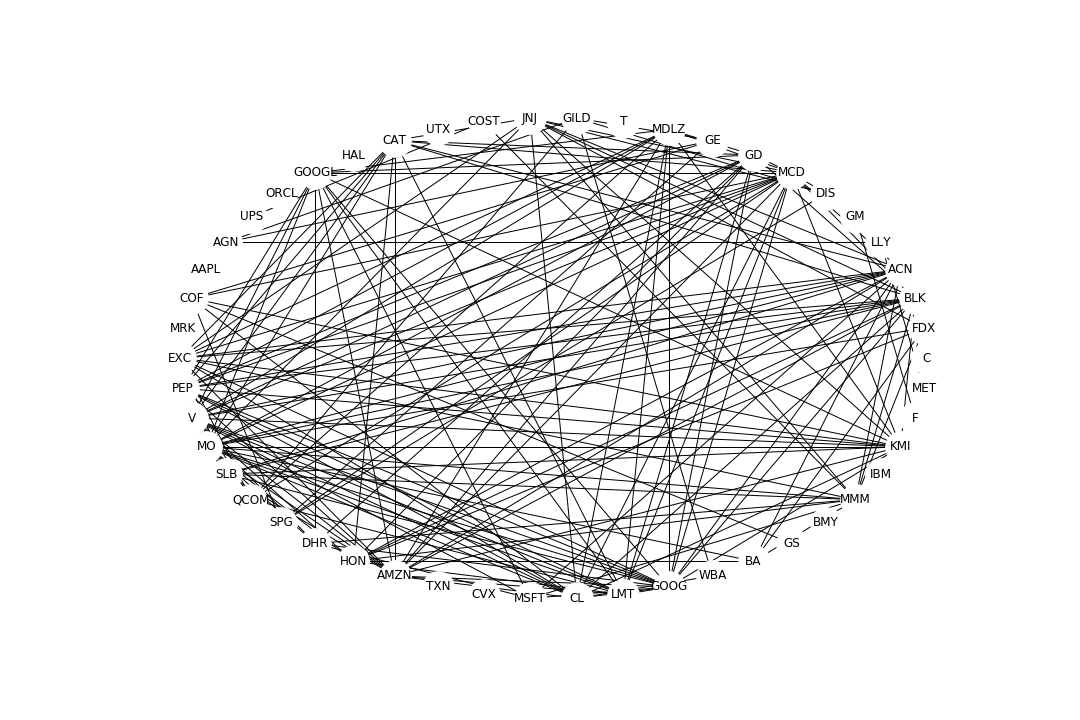 JNJ
GILD
T
COST
UTX
MDLZ
CAT
GE
HAL
GD
GOOGL
MCD
ORCL
DIS
UPS
GM
AGN
LLY
AAPL
ACN
COF
BLK
MRK
FDX
EXC
C
PEP
MET
V
F
MO
KMI
SLB
IBM
QCOM
MMM
SPG
BMY
DHR
GS
HON
BA
AMZN
WBA
TXN
GOOG
CVX
LMT
MSFT
CL